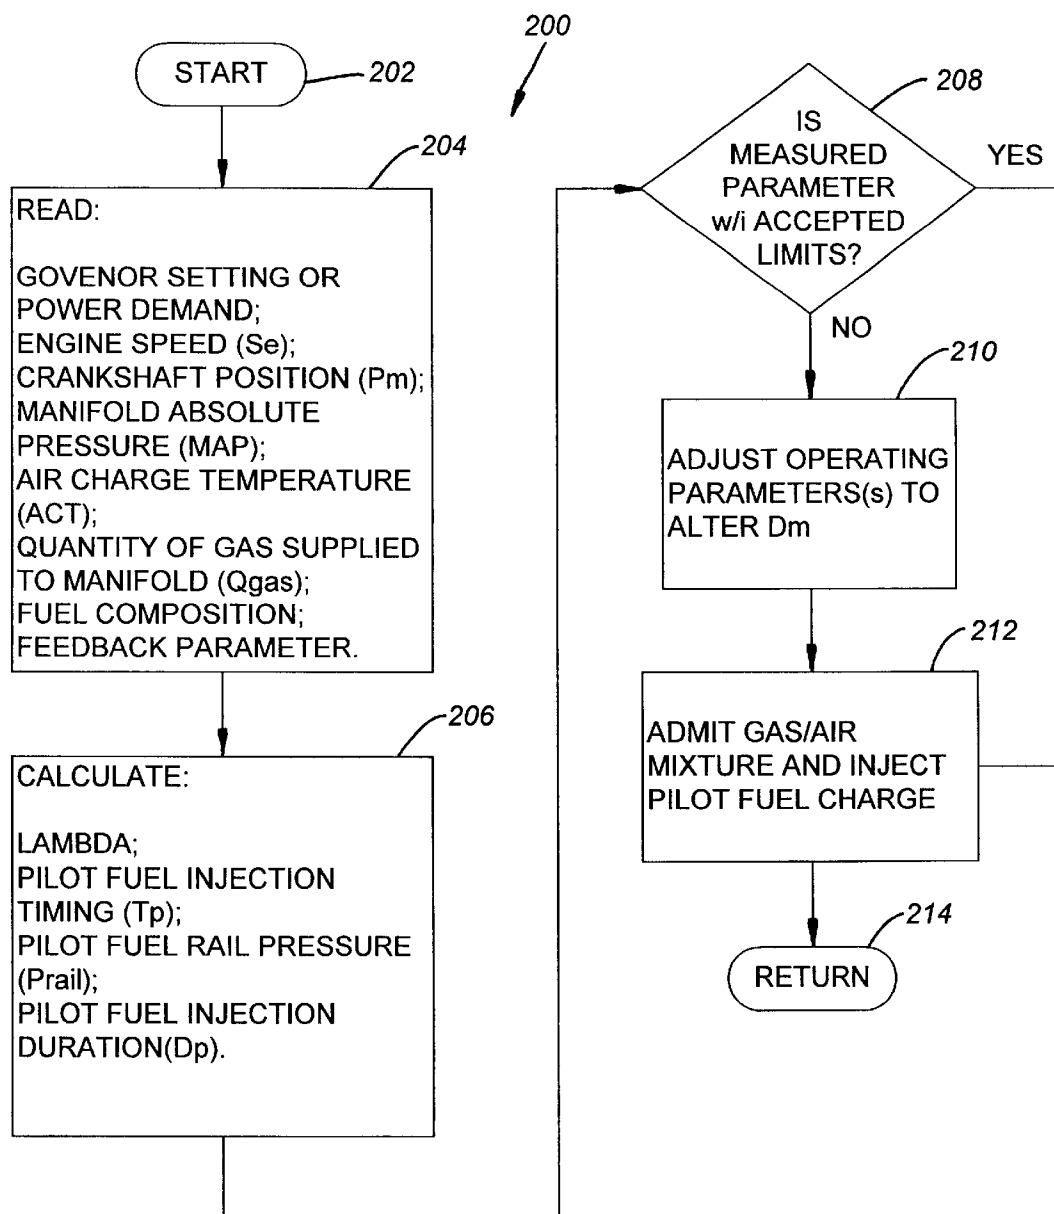 200
START
202
204
READ:
GOVENOR SETTING OR
POWER DEMAND;
ENGINE SPEED (Se);
CRANKSHAFT POSITION (Pm);
MANIFOLD ABSOLUTE
PRESSURE (MAP);
AIR CHARGE TEMPERATURE
(ACT);
QUANTITY OF GAS SUPPLIED
TO MANIFOLD (Qgas);
FUEL COMPOSITION;
FEEDBACK PARAMETER.
206
CALCULATE:
LAMBDA;
PILOT FUEL INJECTION
TIMING (Tp);
PILOT FUEL RAIL PRESSURE
(Prail);
PILOT FUEL INJECTION
DURATION(Dp).
208
IS
MEASURED
PARAMETER
w/i ACCEPTED
LIMITS?
YES
NO
210
ADJUST OPERATING
PARAMETERS(s) TO
ALTER Dm
212
ADMIT GAS/AIR
MIXTURE AND INJECT
PILOT FUEL CHARGE
214
RETURN